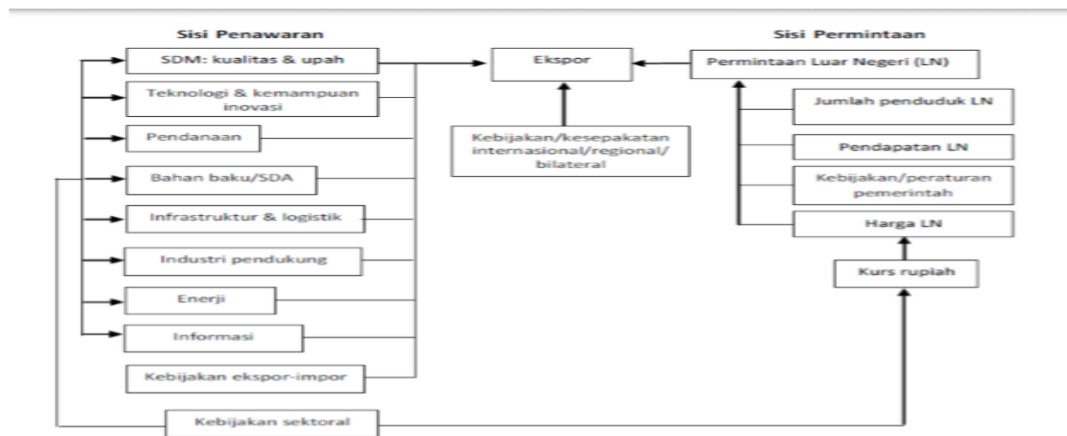 Sisi Penawaran
SDM: kualitas & upah
Teknologi & kemampuan
inovasi
Pendanaan
Bahan baku/SDA
Infrastruktur & logistik
Industri pendukung
Enerji
Informasi
Kebijakan ekspor-impor
Kebijakan sektoral
Ekspor
Kebijakan/kesepakatan
internasional/regional/
bilateral
Sisi Permintaan
Permintaan Luar Negeri (LN)
Jumlah penduduk LN
Pendapatan LN
Kebijakan/peraturan
pemerintah
Harga LN
Kurs rupiah